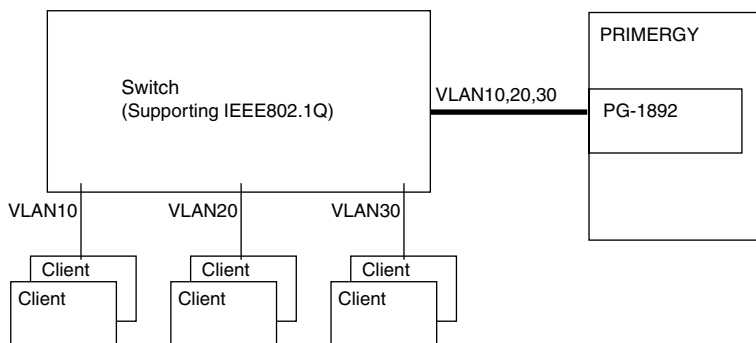 PRIMERGY
Switch
(Supporting IEEE802.1Q)
VLAN10,20,30
PG-1892
VLAN10
VLAN20
VLAN30
Client
Client
Client
Client
Client
Client